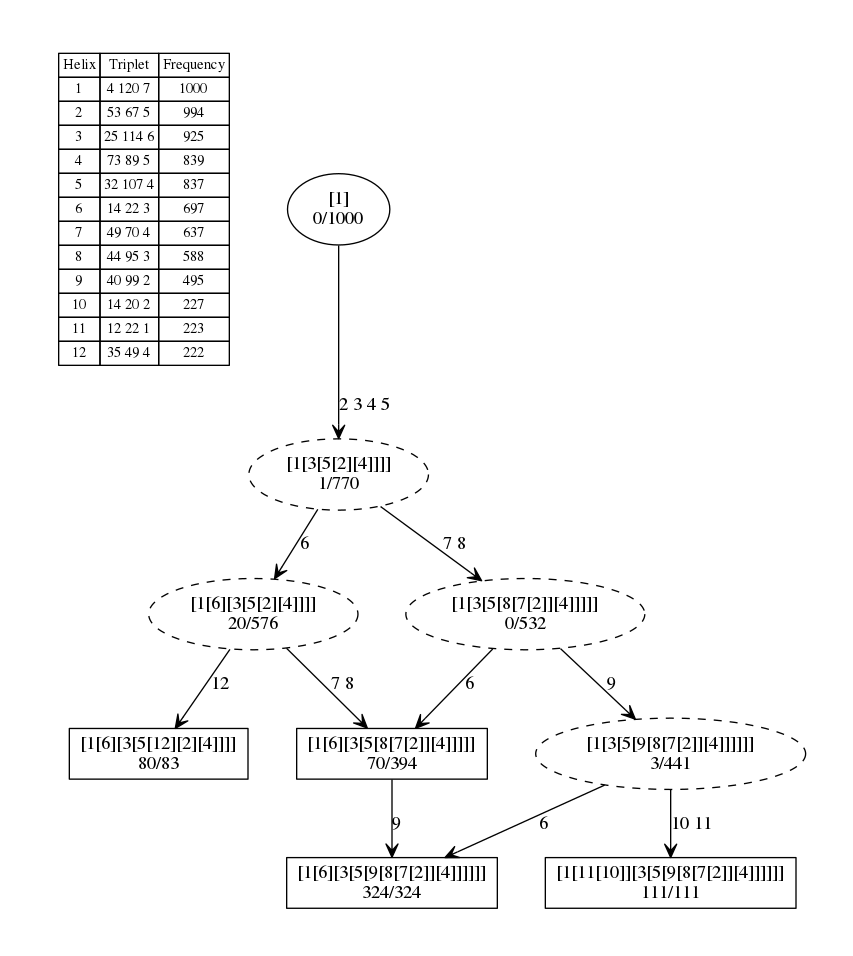 Helix Triplet Frequency
1 4 120 7 1000
2 53 67 5 994
3 25 114 6 925
4 73 89 5 839
5 32 107 4 837
6 14 22 3 697
7 49 70 4 637
8 44 95 3 588
9 40 99 2 495
10 14 20 2 227
11 12 22 1 223
12 35 49 4 222
[1]
0/1000
2 3 4 5
[1[3[5[2][4]]]]
1/770
6
7 8
[1[6][3[5[2][4]]]]
20/576
[1[3[5[8[7[2]][4]]]]]
0/532
12
7 8
6
9
[1[6][3[5[12][2][4]]]]
80/83
[1[6][3[5[8[7[2]][4]]]]]
70/394
[1[3[5[9[8[7[2]][4]]]]]]
3/441
9
6
10 11
[1[6][3[5[9[8[7[2]][4]]]]]]
324/324
[1[11[10]][3[5[9[8[7[2]][4]]]]]]
111/111